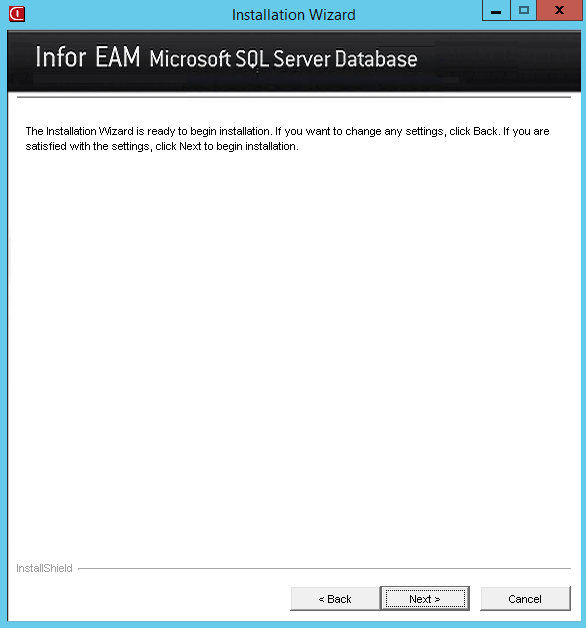 Installation Wizard
Infor EAM Microsoft SQL Server Database
The Installation Wizard is ready to begin installation. If you want to change any settings, click Back. If you are
satisfied with the settings, click Next to begin installation.
InstallShield
< Back Next > Cancel